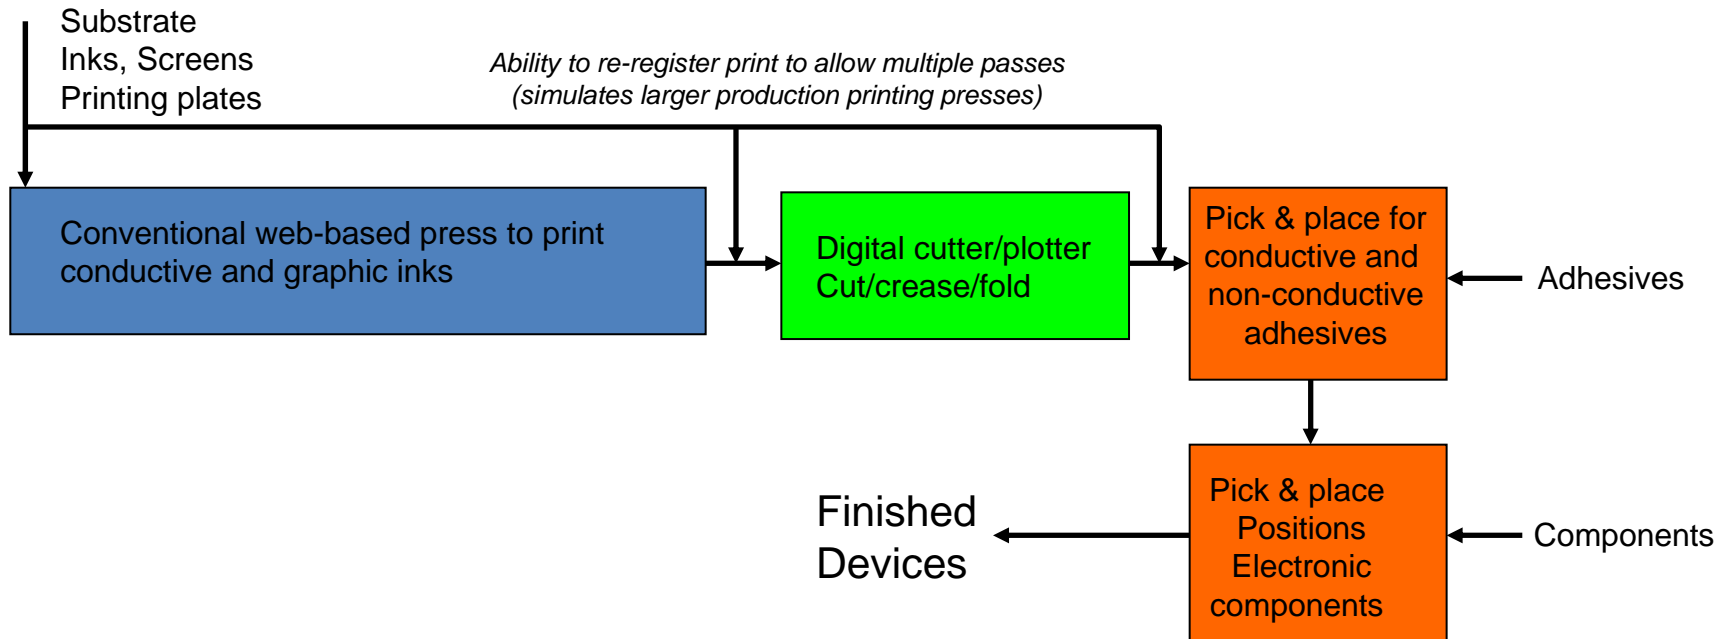 Substrate
Inks, Screens
Printing plates
Ability to re-register print to allow multiple passes
(simulates larger production printing presses)
Conventional web-based press to print
conductive and graphic inks
Digital cutter/plotter
Cut/crease/fold
Pick & place for
conductive and
non-conductive
adhesives
Adhesives
Finished
Devices
Pick & place
Positions
Electronic
components
Components